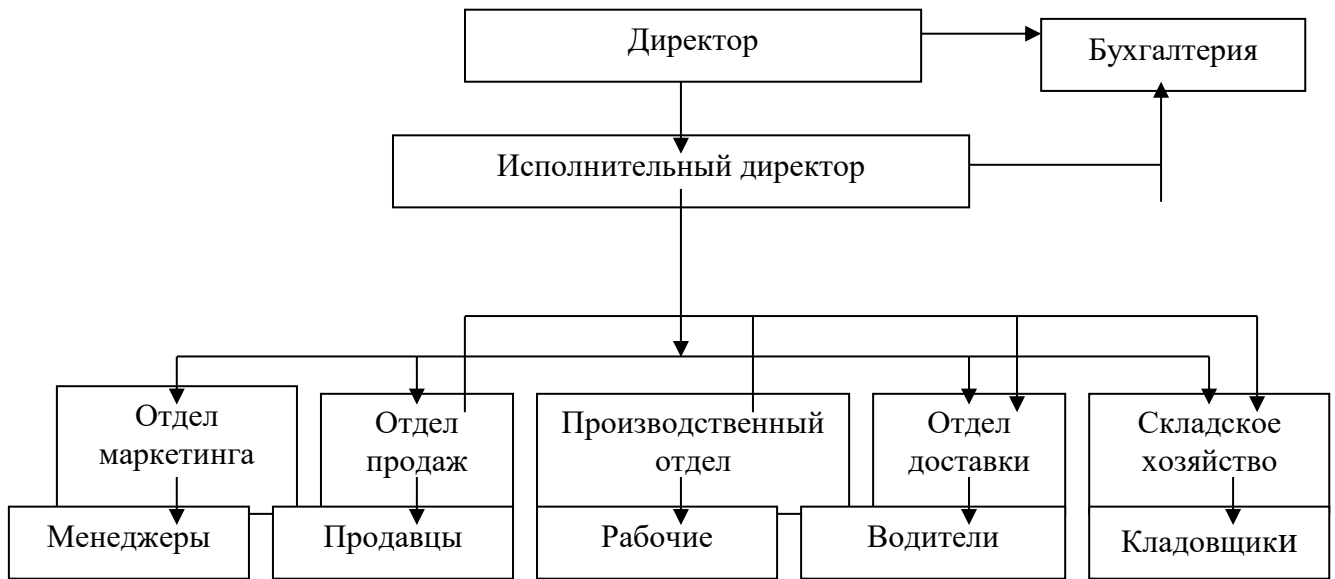 Директор
Бухгалтерия
Исполнительный директор
Отдел
маркетинга
Отдел
продаж
Производственный
отдел
Отдел
доставки
Складское
хозяйство
Менеджеры
Продавцы
Рабочие
Водители
Кладовщики